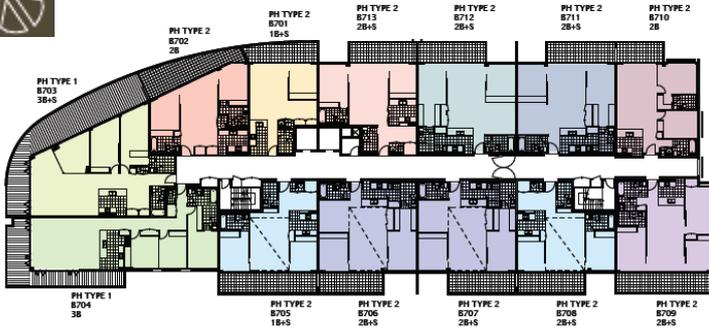 PH TYPE 1
B703
3B+S
PH TYPE 2
B702
2B
PH TYPE 2
B701
1B+S
PH TYPE 2
B713
2B+S
PH TYPE 2
B712
2B+S
PH TYPE 2
B711
2B+S
PH TYPE 2
B710
2B
PH TYPE 1
B704
3B
PH TYPE 2
B705
1B+S
PH TYPE 2
B706
2B+S
PH TYPE 2
B707
2B+S
PH TYPE 2
B708
2B+S
PH TYPE 2
B709
2B+S